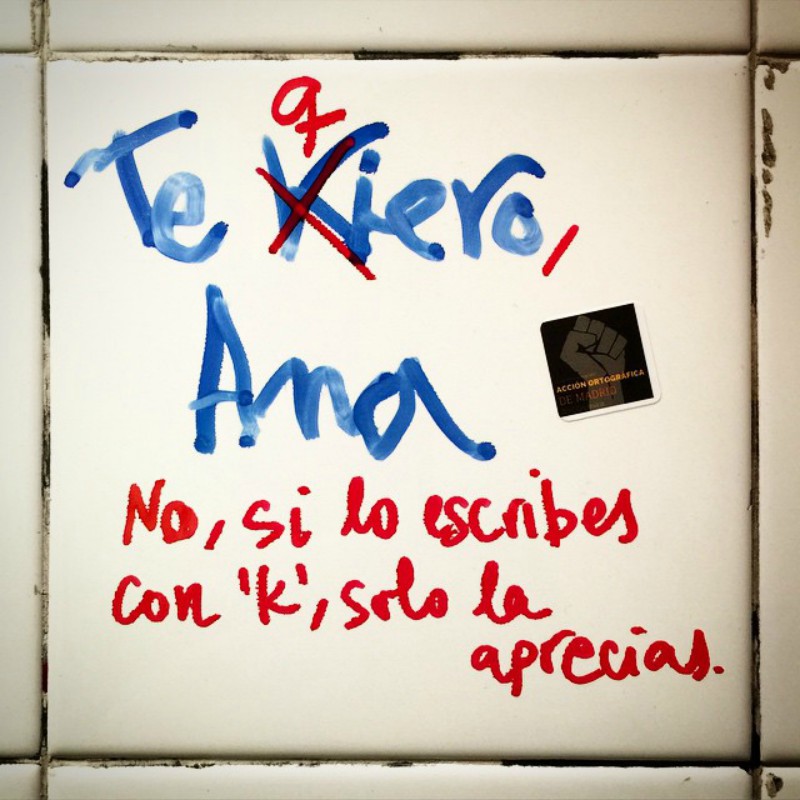 q
Te Kiero,
Ana
ACCIÓN ORTOGRÁFICA
DE MADRID
No, si lo escribes
con 'k', solo la
aprecias.